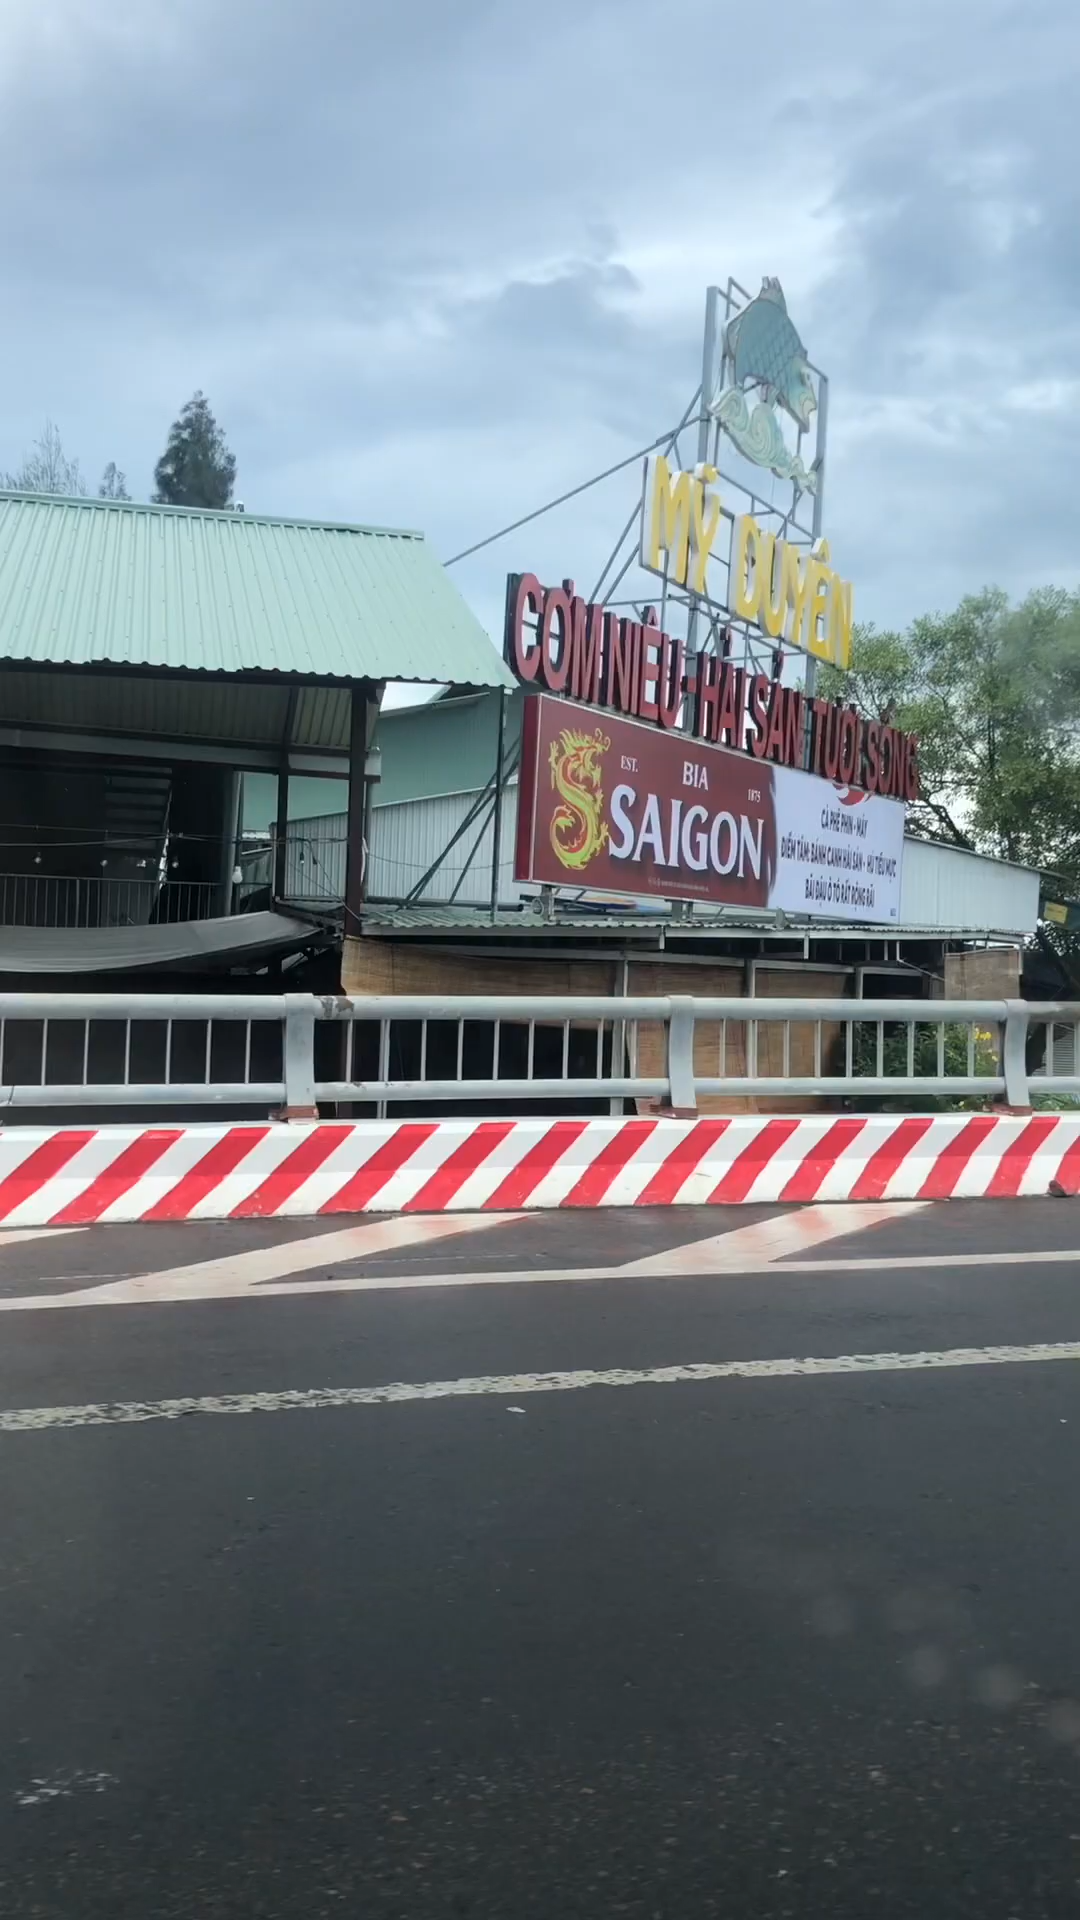 MỸ DUYÊN
CƠM NIÊU - HẢI SẢN TƯƠI SỐNG
EST.
BIA
1875
SAIGON
CÀ PHÊ PHIN - MÁY
ĐIỂM TÂM: BÁNH CANH HẢI SẢN - HỦ TIẾU MỰC
BÃI ĐẬU Ô TÔ RẤT RỘNG RÃI